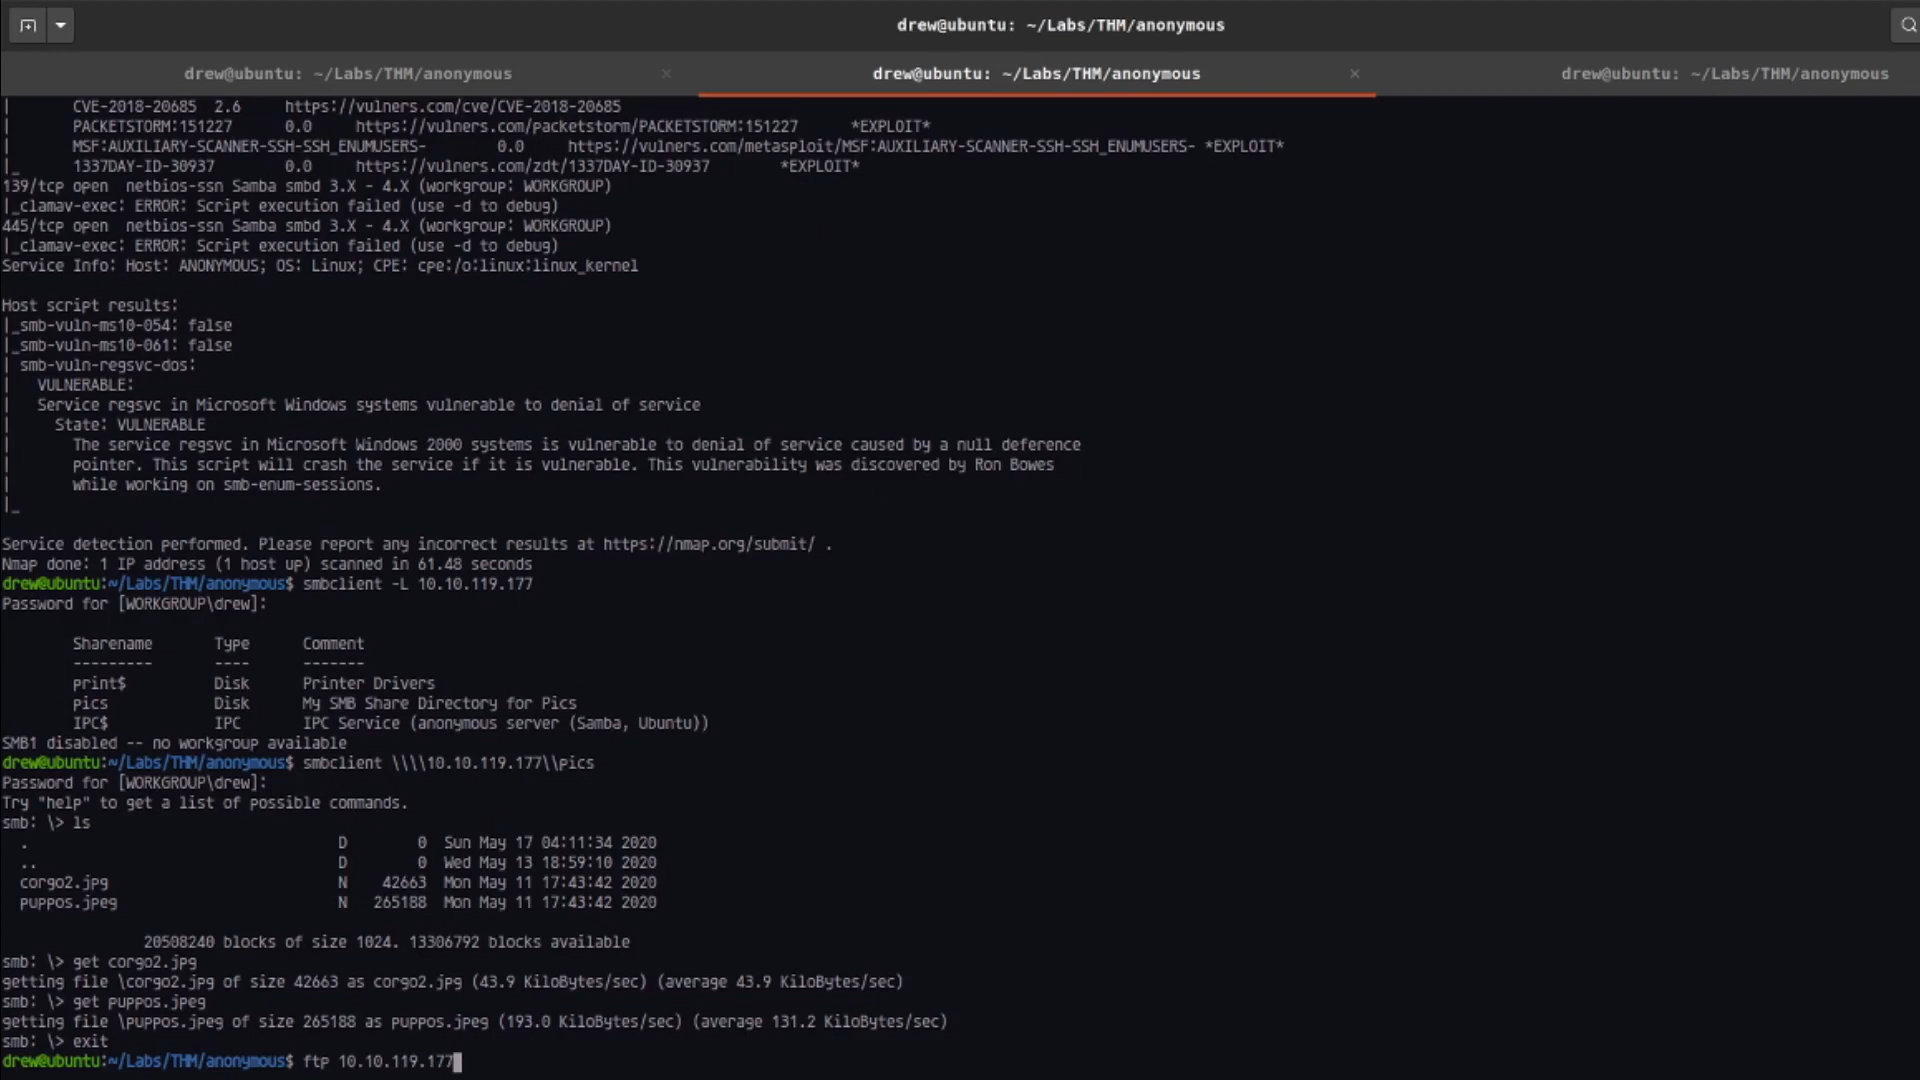 drew@ubuntu: ~/Labs/THM/anonymous
drew@ubuntu: ~/Labs/THM/anonymous × drew@ubuntu: ~/Labs/THM/anonymous × drew@ubuntu: ~/Labs/THM/anonymous
|       CVE-2018-20685  2.6     https://vulners.com/cve/CVE-2018-20685
|       PACKETSTORM:151227      0.0     https://vulners.com/packetstorm/PACKETSTORM:151227      *EXPLOIT*
|       MSF:AUXILIARY-SCANNER-SSH-SSH_ENUMUSERS-        0.0     https://vulners.com/metasploit/MSF:AUXILIARY-SCANNER-SSH-SSH_ENUMUSERS- *EXPLOIT*
|_      1337DAY-ID-30937        0.0     https://vulners.com/zdt/1337DAY-ID-30937        *EXPLOIT*
139/tcp open  netbios-ssn Samba smbd 3.X - 4.X (workgroup: WORKGROUP)
|_clamav-exec: ERROR: Script execution failed (use -d to debug)
445/tcp open  netbios-ssn Samba smbd 3.X - 4.X (workgroup: WORKGROUP)
|_clamav-exec: ERROR: Script execution failed (use -d to debug)
Service Info: Host: ANONYMOUS; OS: Linux; CPE: cpe:/o:linux:linux_kernel
Host script results:
|_smb-vuln-ms10-054: false
|_smb-vuln-ms10-061: false
| smb-vuln-regsvc-dos:
|   VULNERABLE:
|   Service regsvc in Microsoft Windows systems vulnerable to denial of service
|     State: VULNERABLE
|       The service regsvc in Microsoft Windows 2000 systems is vulnerable to denial of service caused by a null deference
|       pointer. This script will crash the service if it is vulnerable. This vulnerability was discovered by Ron Bowes
|       while working on smb-enum-sessions.
|_
Service detection performed. Please report any incorrect results at https://nmap.org/submit/ .
Nmap done: 1 IP address (1 host up) scanned in 61.48 seconds
drew@ubuntu:~/Labs/THM/anonymous$ smbclient -L 10.10.119.177
Password for [WORKGROUP\drew]:
        Sharename       Type      Comment
        ---------       ----      -------
        print$          Disk      Printer Drivers
        pics            Disk      My SMB Share Directory for Pics
        IPC$            IPC       IPC Service (anonymous server (Samba, Ubuntu))
SMB1 disabled -- no workgroup available
drew@ubuntu:~/Labs/THM/anonymous$ smbclient \\\\10.10.119.177\\pics
Password for [WORKGROUP\drew]:
Try "help" to get a list of possible commands.
smb: \> ls
  .                                   D        0  Sun May 17 04:11:34 2020
  ..                                  D        0  Wed May 13 18:59:10 2020
  corgo2.jpg                          N    42663  Mon May 11 17:43:42 2020
  puppos.jpeg                         N   265188  Mon May 11 17:43:42 2020
                20508240 blocks of size 1024. 13306792 blocks available
smb: \> get corgo2.jpg
getting file \corgo2.jpg of size 42663 as corgo2.jpg (43.9 KiloBytes/sec) (average 43.9 KiloBytes/sec)
smb: \> get puppos.jpeg
getting file \puppos.jpeg of size 265188 as puppos.jpeg (193.0 KiloBytes/sec) (average 131.2 KiloBytes/sec)
smb: \> exit
drew@ubuntu:~/Labs/THM/anonymous$ ftp 10.10.119.177